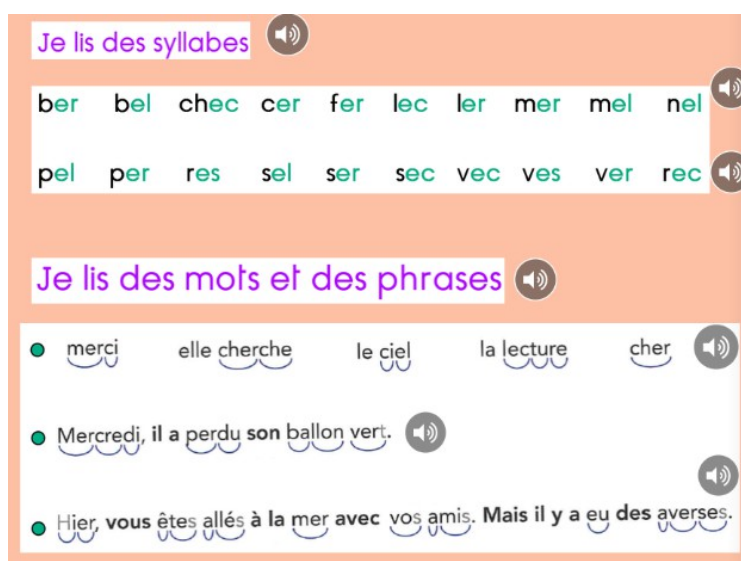 Je lis des syllabes
ber bel chec cer fer lec ler mer mel nel
pel per res sel ser sec vec ves ver rec
Je lis des mots et des phrases
merci elle cherche le ciel la lecture cher
Mercredi, il a perdu son ballon vert.
Hier, vous êtes allés à la mer avec vos amis. Mais il y a eu des averses.